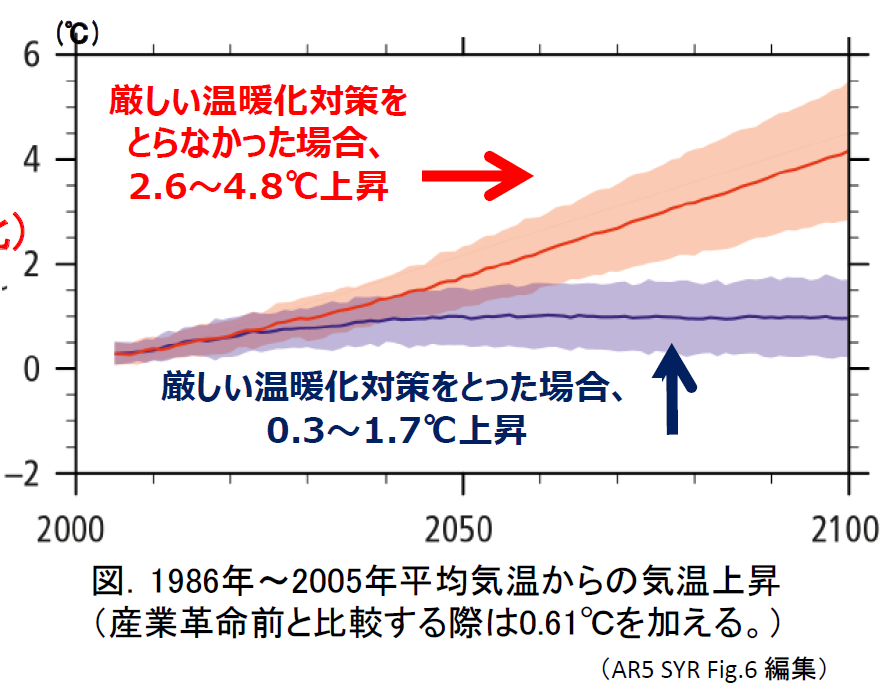 (℃)
6
厳しい温暖化対策を
とらなかった場合、
2.6～4.8℃上昇
4
2
0
厳しい温暖化対策をとった場合、
0.3～1.7℃上昇
−2
2000 2050 2100
図．1986年～2005年平均気温からの気温上昇
（産業革命前と比較する際は0.61℃を加える。）
（AR5 SYR Fig.6 編集）